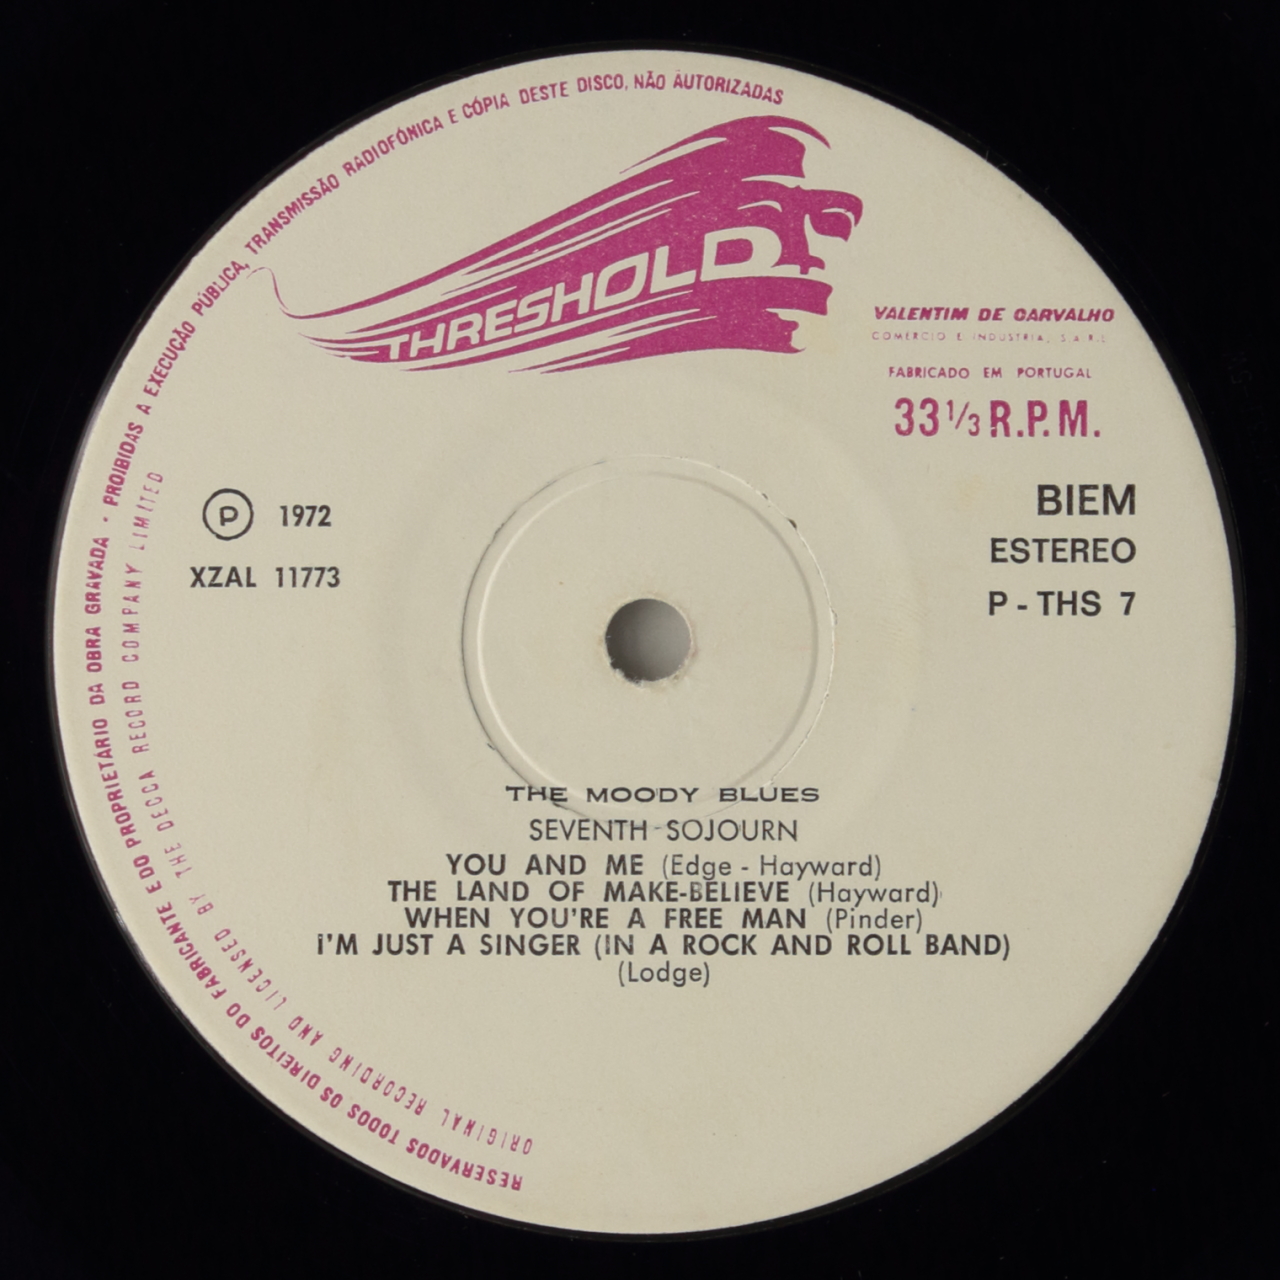 RESERVADOS TODOS OS DIREITOS DO FABRICANTE E DO PROPRIETÁRIO DA OBRA GRAVADA · PROIBIDAS A EXECUÇÃO PÚBLICA, TRANSMISSÃO RADIOFÓNICA E CÓPIA DESTE DISCO, NÃO AUTORIZADAS
ORIGINAL RECORDING AND LICENSED BY THE DECCA RECORD COMPANY LIMITED
THRESHOLD
VALENTIM DE CARVALHO
COMÉRCIO E INDÚSTRIA, S.A.R.L.
FABRICADO EM PORTUGAL
33 1/3 R.P.M.
℗ 1972
XZAL 11773
BIEM
ESTEREO
P - THS 7
THE MOODY BLUES
SEVENTH SOJOURN
YOU AND ME (Edge - Hayward)
THE LAND OF MAKE-BELIEVE (Hayward)
WHEN YOU'RE A FREE MAN (Pinder)
I'M JUST A SINGER (IN A ROCK AND ROLL BAND)
(Lodge)